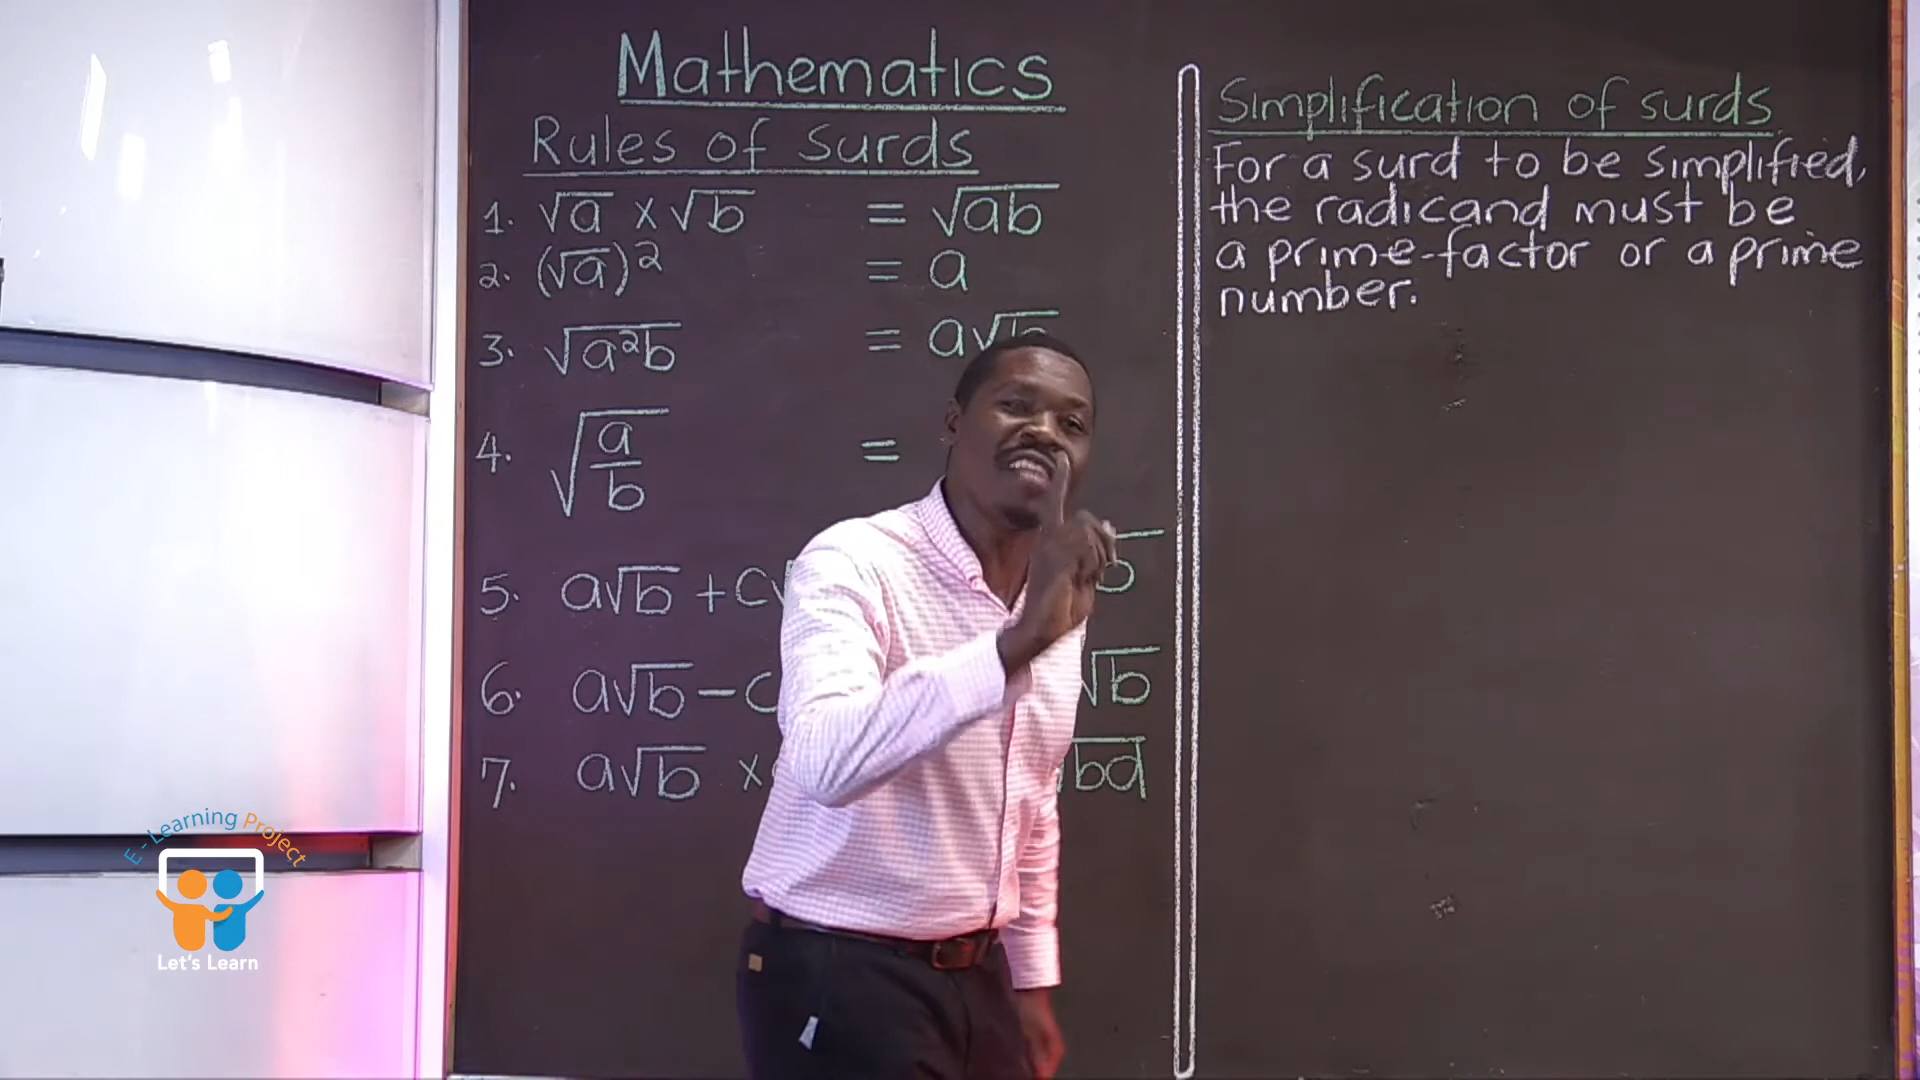 Mathematics
Rules of Surds
1. √a × √b = √ab
2. (√a)² = a
3. √a²b = a√b
4. √a/b =
5. a√b + c b
6. a√b − c √b
7. a√b × bd
Simplification of surds
For a surd to be simplified,
the radicand must be
a prime-factor or a prime
number.
E - Learning Project
Let's Learn